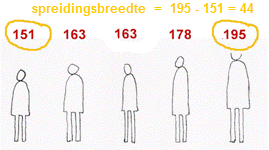 spreidingsbreedte = 195 - 151 = 44
151 163 163 178 195